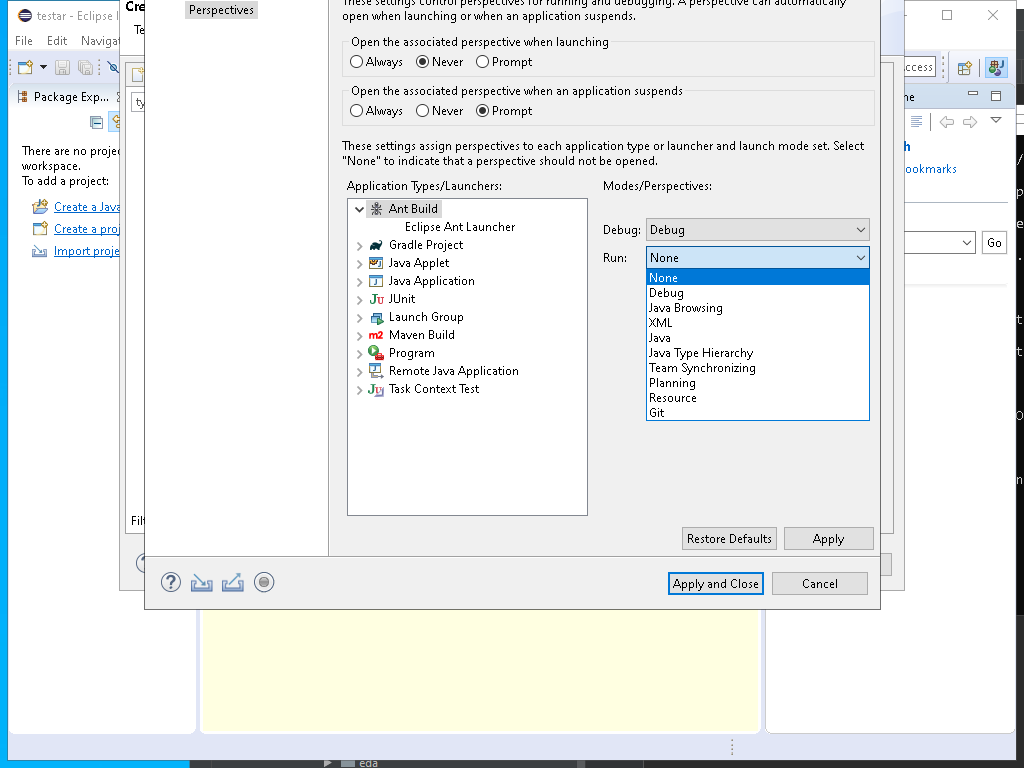 testar - Eclipse
File Edit Navigat
Package Exp...
There are no proje
workspace.
To add a project:
Create a Java
Create a proj
Import proje
Cre
Te
ty
Filt
Perspectives
These settings control perspectives for running and debugging. A perspective can automatically
open when launching or when an application suspends.
Open the associated perspective when launching
Always Never Prompt
Open the associated perspective when an application suspends
Always Never Prompt
These settings assign perspectives to each application type or launcher and launch mode set. Select
"None" to indicate that a perspective should not be opened.
Application Types/Launchers:
Ant Build
Eclipse Ant Launcher
Gradle Project
Java Applet
Java Application
JUnit
Launch Group
Maven Build
Program
Remote Java Application
Task Context Test
Modes/Perspectives:
Debug: Debug
Run: None
None
Debug
Java Browsing
XML
Java
Java Type Hierarchy
Team Synchronizing
Planning
Resource
Git
Restore Defaults Apply
Apply and Close Cancel
ccess
ne
h
ookmarks
Go
eda